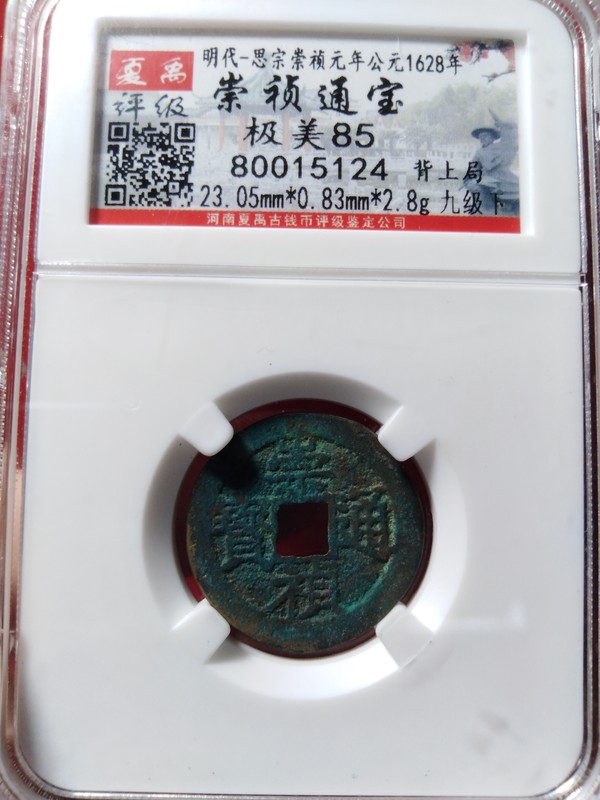 夏禹
评级
明代-思宗崇祯元年公元1628年
崇祯通宝
极美85
80015124 背上局
23.05mm*0.83mm*2.8g 九级下
河南夏禹古钱币评级鉴定公司
崇禎通寶